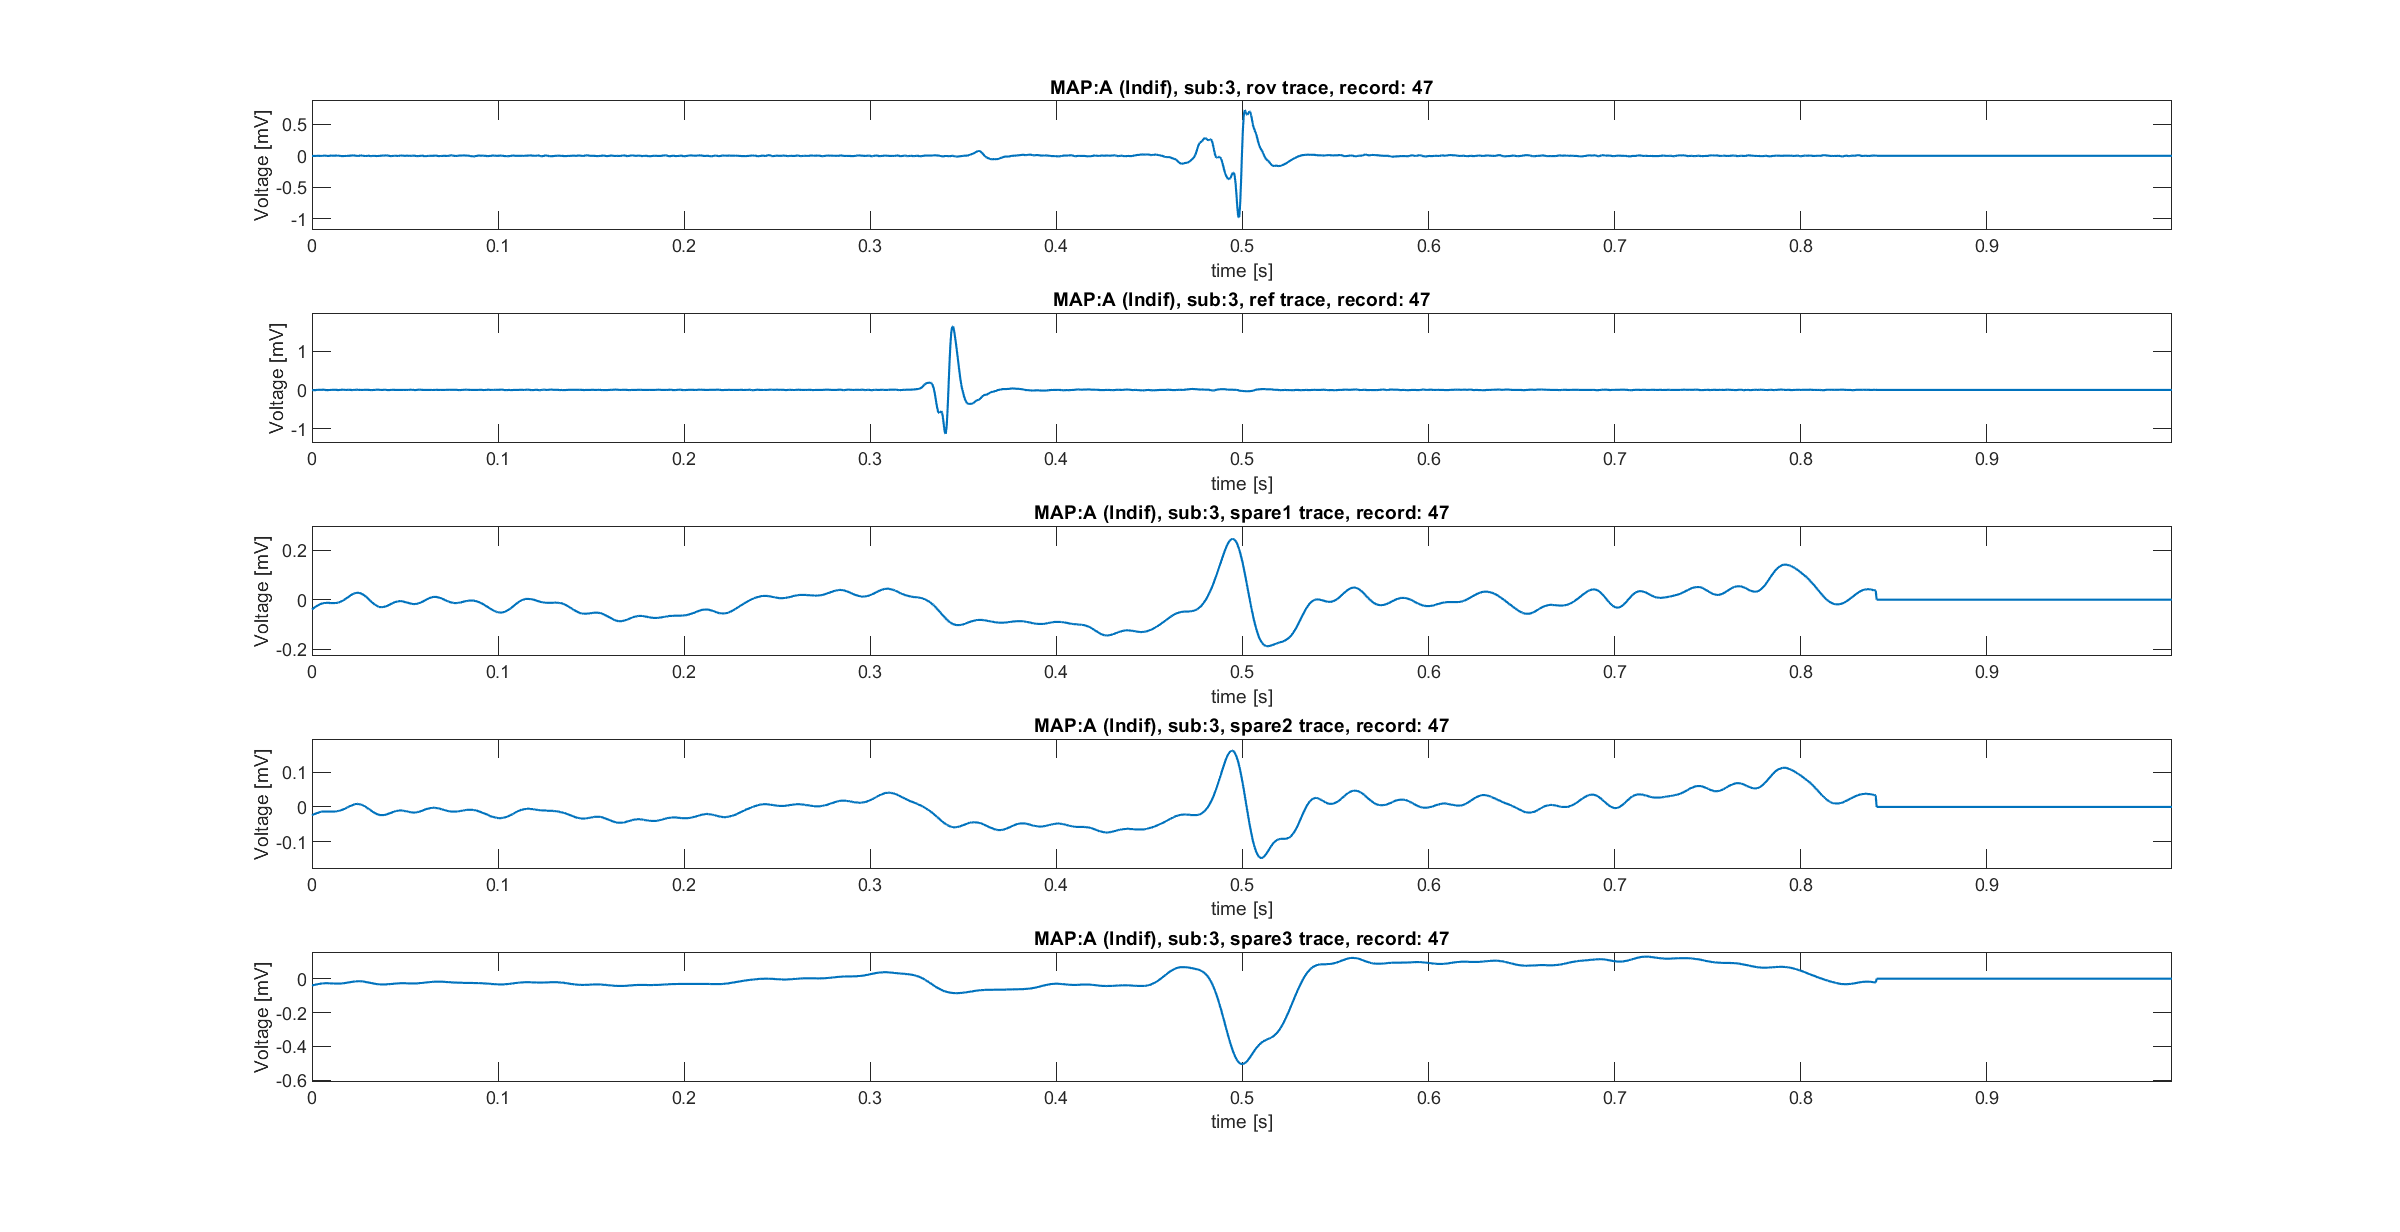 MAP:A (Indif), sub:3, rov trace, record: 47
Voltage [mV]
0.5
0
-0.5
-1
0 0.1 0.2 0.3 0.4 0.5 0.6 0.7 0.8 0.9
time [s]
MAP:A (Indif), sub:3, ref trace, record: 47
Voltage [mV]
1
0
-1
0 0.1 0.2 0.3 0.4 0.5 0.6 0.7 0.8 0.9
time [s]
MAP:A (Indif), sub:3, spare1 trace, record: 47
Voltage [mV]
0.2
0
-0.2
0 0.1 0.2 0.3 0.4 0.5 0.6 0.7 0.8 0.9
time [s]
MAP:A (Indif), sub:3, spare2 trace, record: 47
Voltage [mV]
0.1
0
-0.1
0 0.1 0.2 0.3 0.4 0.5 0.6 0.7 0.8 0.9
time [s]
MAP:A (Indif), sub:3, spare3 trace, record: 47
Voltage [mV]
0
-0.2
-0.4
-0.6
0 0.1 0.2 0.3 0.4 0.5 0.6 0.7 0.8 0.9
time [s]